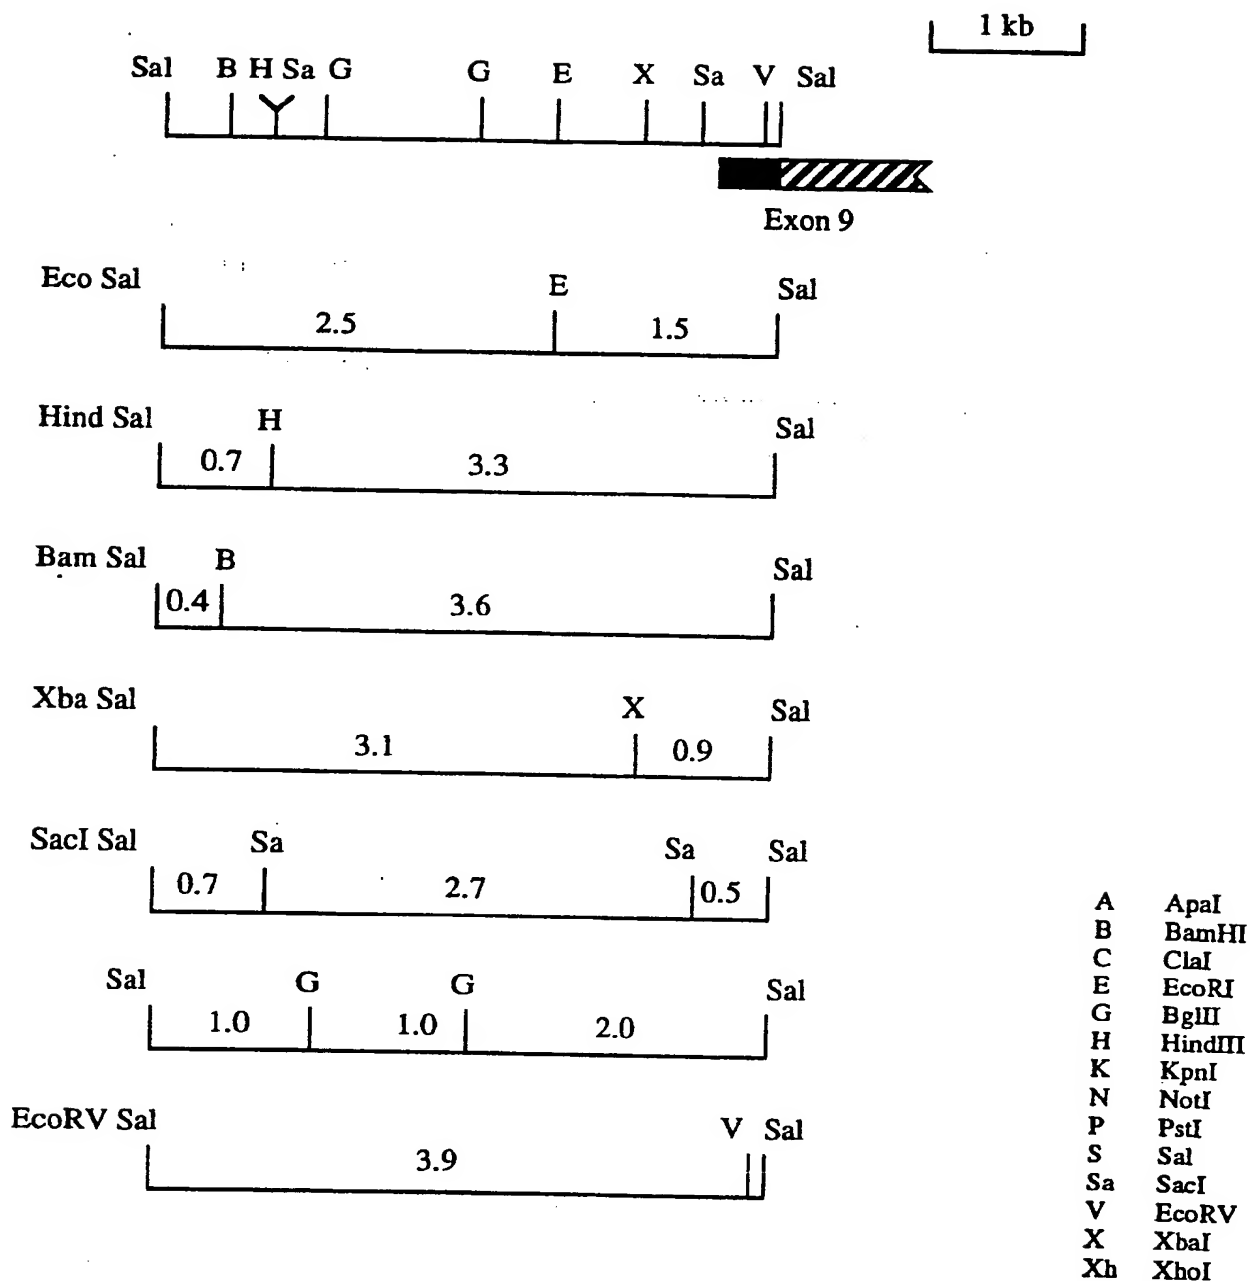 1 kb
Sal B H Sa G G E X Sa V Sal
Exon 9
Eco Sal E Sal
2.5 1.5
Hind Sal H Sal
0.7 3.3
Bam Sal B Sal
0.4 3.6
Xba Sal X Sal
3.1 0.9
SacI Sal Sa Sa Sal
0.7 2.7 0.5
Sal G G Sal
1.0 1.0 2.0
EcoRV Sal V Sal
3.9
A ApaI
B BamHI
C ClaI
E EcoRI
G BglII
H HindIII
K KpnI
N NotI
P PstI
S Sal
Sa SacI
V EcoRV
X XbaI
Xh XhoI